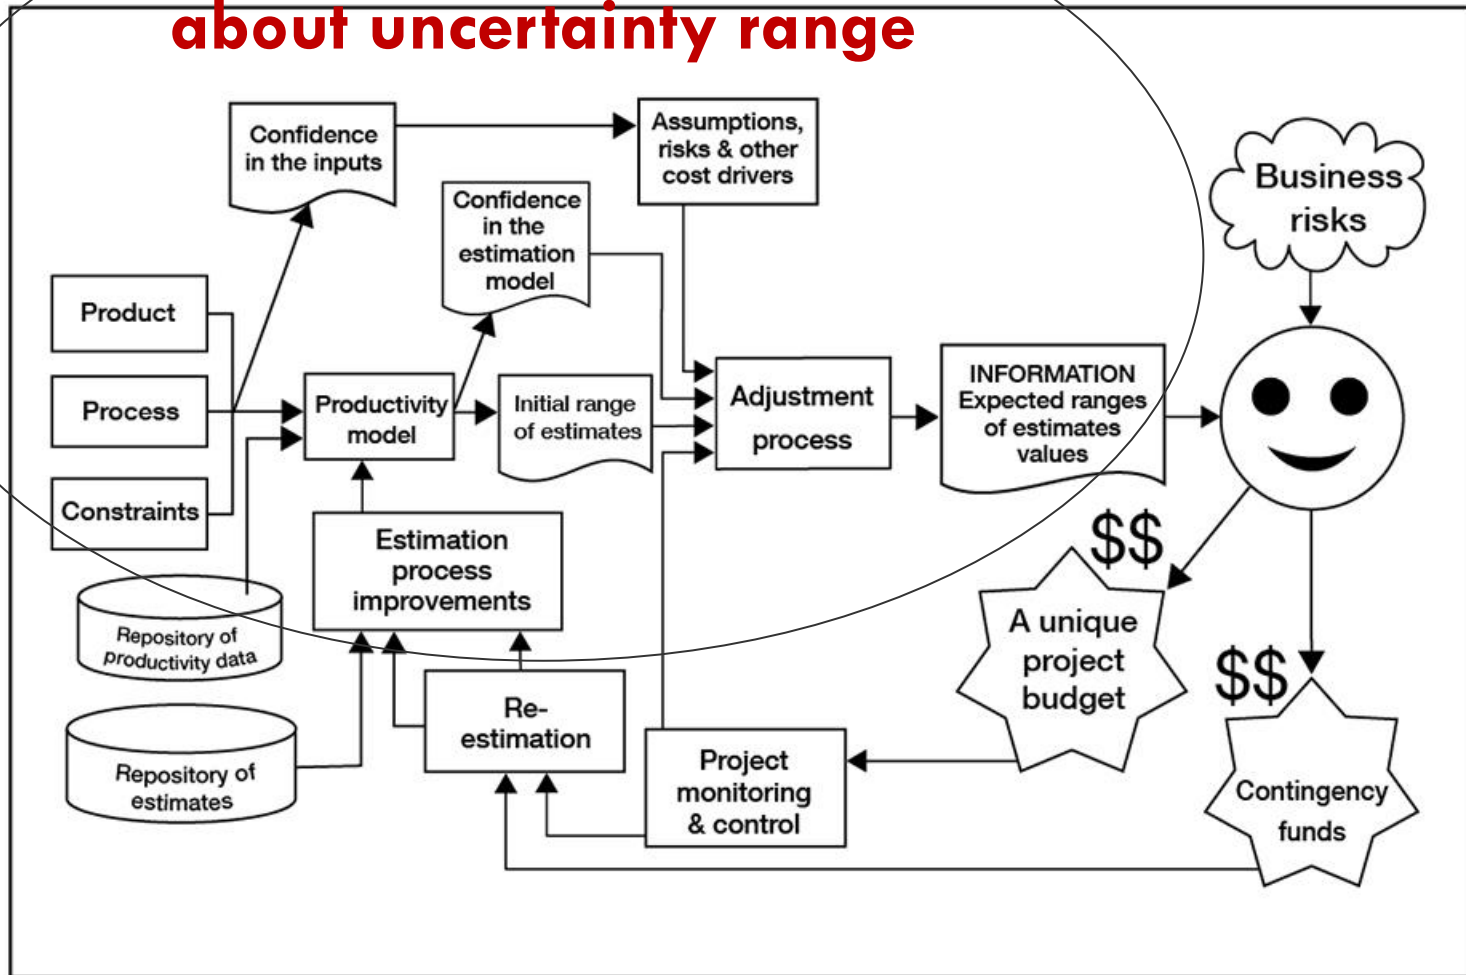 about uncertainty range
Confidence
in the inputs
Assumptions,
risks & other
cost drivers
Confidence
in the
estimation
model
Business
risks
Product
Process
Constraints
Productivity
model
Initial range
of estimates
Adjustment
process
INFORMATION
Expected ranges
of estimates
values
Estimation
process
improvements
Repository of
productivity data
Repository of
estimates
Re-
estimation
Project
monitoring
& control
$$
A unique
project
budget
$$
Contingency
funds